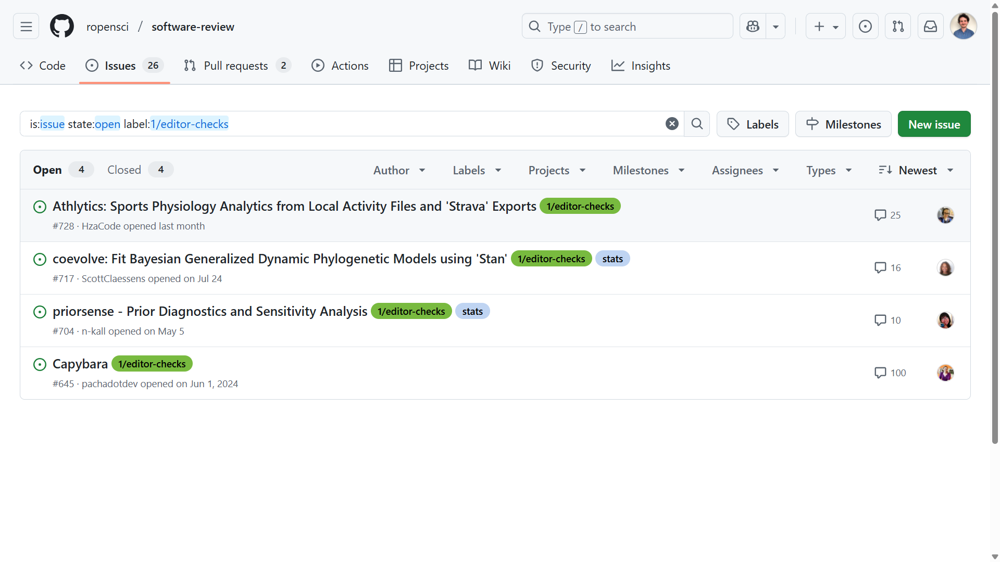 ropensci / software-review
Type / to search
Code
Issues 26
Pull requests 2
Actions
Projects
Wiki
Security
Insights
is:issue state:open label:1/editor-checks
Labels
Milestones
New issue
Open 4
Closed 4
Author
Labels
Projects
Milestones
Assignees
Types
Newest
Athlytics: Sports Physiology Analytics from Local Activity Files and 'Strava' Exports 1/editor-checks
#728 · HzaCode opened last month
25
coevolve: Fit Bayesian Generalized Dynamic Phylogenetic Models using 'Stan' 1/editor-checks stats
#717 · ScottClaessens opened on Jul 24
16
priorsense - Prior Diagnostics and Sensitivity Analysis 1/editor-checks stats
#704 · n-kall opened on May 5
10
Capybara 1/editor-checks
#645 · pachadotdev opened on Jun 1, 2024
100